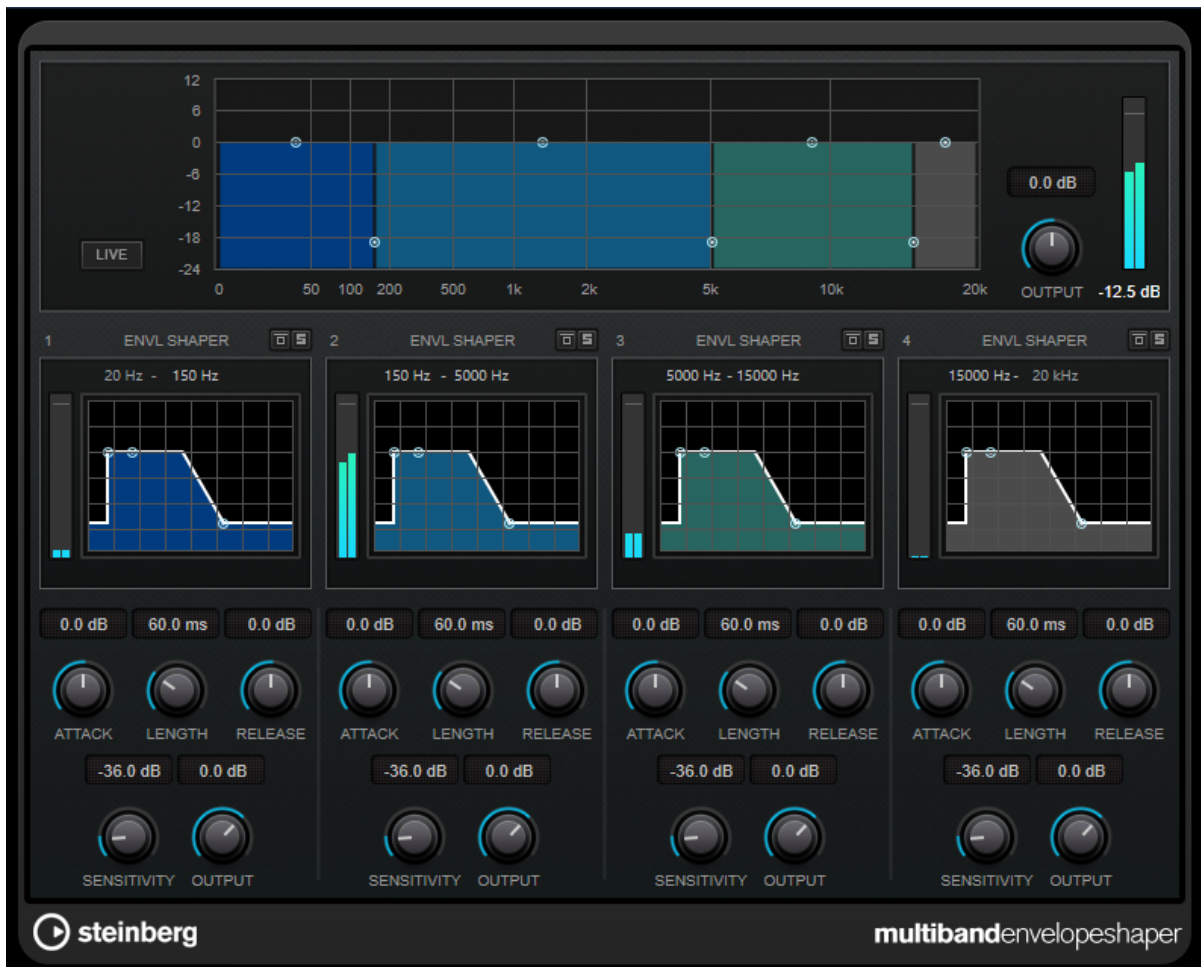 12
6
0
-6
-12
-18
-24
LIVE
0 50 100 200 500 1k 2k 5k 10k 20k
0.0 dB
OUTPUT -12.5 dB
1 ENVL SHAPER S 2 ENVL SHAPER S 3 ENVL SHAPER S 4 ENVL SHAPER S
20 Hz - 150 Hz 150 Hz - 5000 Hz 5000 Hz - 15000 Hz 15000 Hz - 20 kHz
0.0 dB 60.0 ms 0.0 dB 0.0 dB 60.0 ms 0.0 dB 0.0 dB 60.0 ms 0.0 dB 0.0 dB 60.0 ms 0.0 dB
ATTACK LENGTH RELEASE ATTACK LENGTH RELEASE ATTACK LENGTH RELEASE ATTACK LENGTH RELEASE
-36.0 dB 0.0 dB -36.0 dB 0.0 dB -36.0 dB 0.0 dB -36.0 dB 0.0 dB
SENSITIVITY OUTPUT SENSITIVITY OUTPUT SENSITIVITY OUTPUT SENSITIVITY OUTPUT
steinberg multibandenvelopeshaper